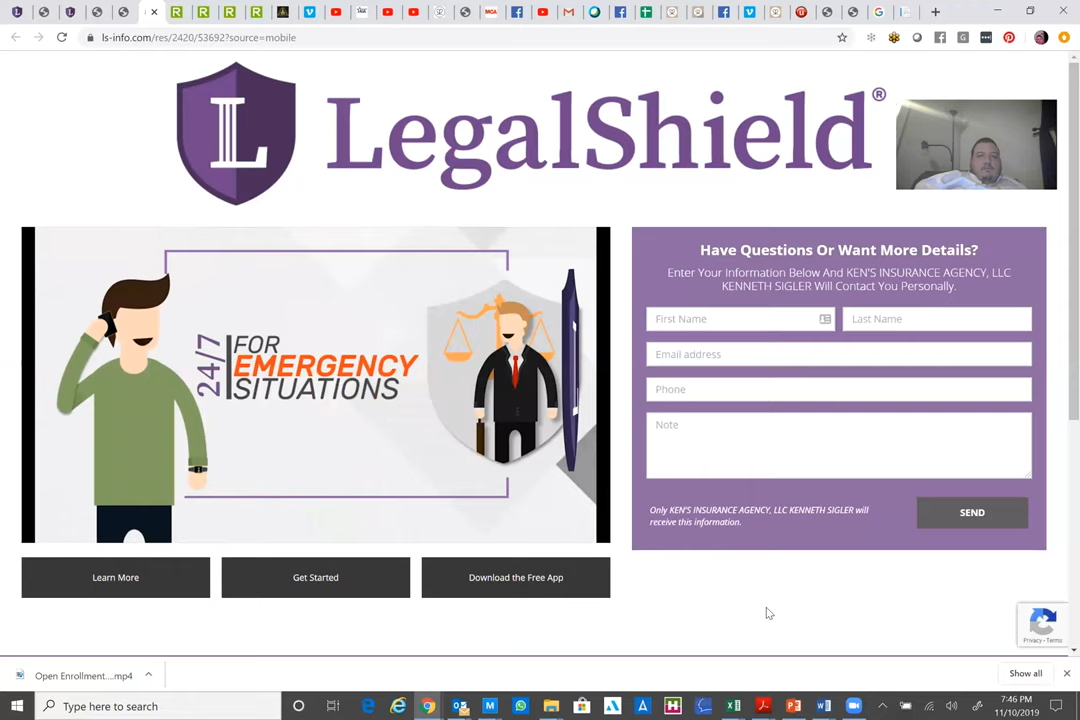 ls-info.com/res/2420/53692?source=mobile
LegalShield®
24/7
FOR
EMERGENCY
SITUATIONS
Have Questions Or Want More Details?
Enter Your Information Below And KEN'S INSURANCE AGENCY, LLC
KENNETH SIGLER Will Contact You Personally.
First Name
Last Name
Email address
Phone
Note
Only KEN'S INSURANCE AGENCY, LLC KENNETH SIGLER will
receive this information.
SEND
Learn More
Get Started
Download the Free App
Privacy - Terms
Open Enrollment....mp4
Show all
Type here to search
7:46 PM
11/10/2019